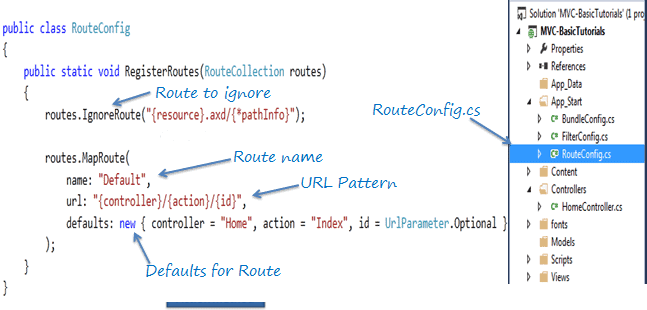 public class RouteConfig
{
public static void RegisterRoutes(RouteCollection routes)
{
Route to ignore
routes.IgnoreRoute("{resource}.axd/{*pathInfo}");
routes.MapRoute(
Route name
name: "Default",
URL Pattern
url: "{controller}/{action}/{id}",
defaults: new { controller = "Home", action = "Index", id = UrlParameter.Optional }
);
Defaults for Route
}
}
RouteConfig.cs
Solution 'MVC-BasicTutorials' (1 proj
MVC-BasicTutorials
Properties
References
App_Data
App_Start
BundleConfig.cs
FilterConfig.cs
RouteConfig.cs
Content
Controllers
HomeController.cs
fonts
Models
Scripts
Views